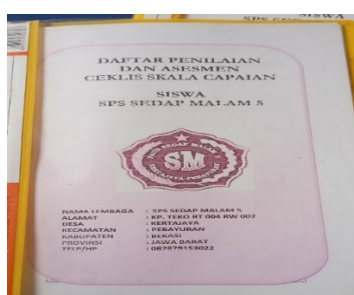 SISWA
DAFTAR PENILAIAN
DAN ASESMEN
CEKLIS SKALA CAPAIAN
SISWA
SPS SEDAP MALAM 5
SM
NAMA LEMBAGA : SPS SEDAP MALAM 5
ALAMAT : KP. TEKO RT 004 RW 002
DESA : KERTAJAYA
KECAMATAN : PEBAYURAN
KABUPATEN : BEKASI
PROVINSI : JAWA BARAT
TELP/HP : 087879153022